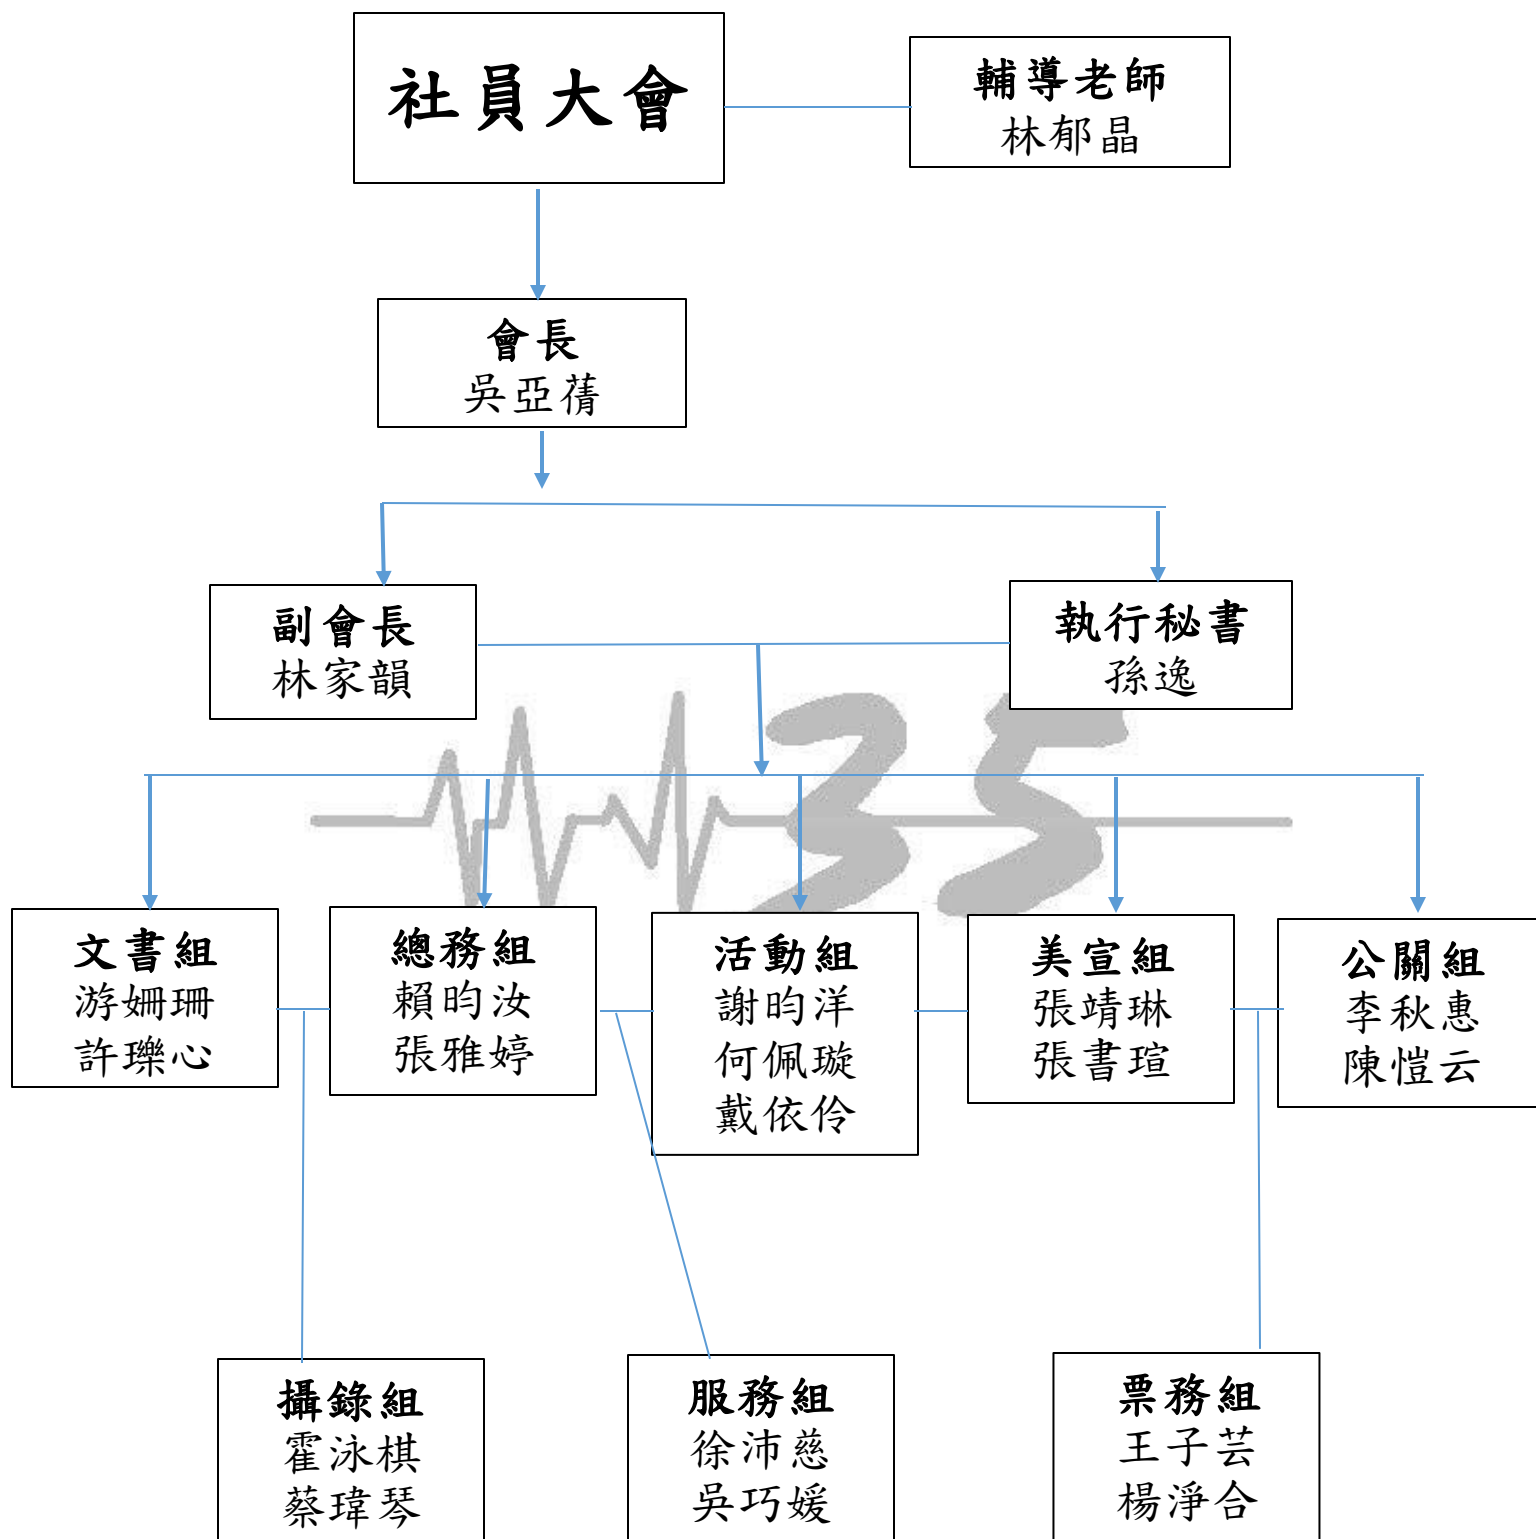 社員大會
輔導老師
林郁晶
會長
吳亞蒨
副會長
林家韻
執行秘書
孫逸
35
文書組
游姍珊
許瓅心
總務組
賴昀汝
張雅婷
活動組
謝昀洋
何佩璇
戴依伶
美宣組
張靖琳
張書瑄
公關組
李秋惠
陳愷云
攝錄組
霍泳棋
蔡瑋琴
服務組
徐沛慈
吳巧媛
票務組
王子芸
楊淨合